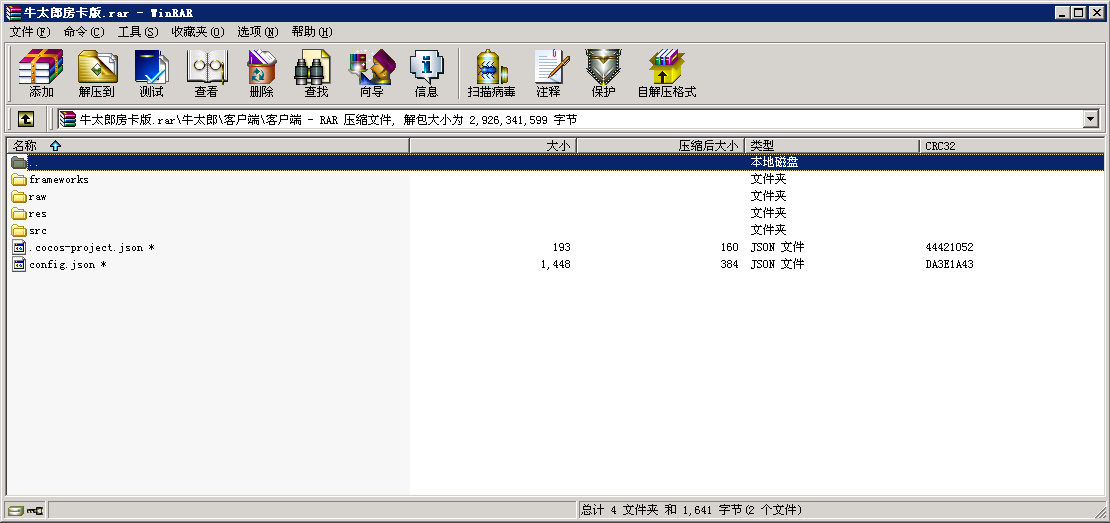 牛太郎房卡版.rar - WinRAR
文件(F) 命令(C) 工具(S) 收藏夹(O) 选项(N) 帮助(H)
添加 解压到 测试 查看 删除 查找 向导 信息 扫描病毒 注释 保护 自解压格式
牛太郎房卡版.rar\牛太郎\客户端\客户端 - RAR 压缩文件, 解包大小为 2,926,341,599 字节
名称 大小 压缩后大小 类型 CRC32
.. 本地磁盘
frameworks 文件夹
raw 文件夹
res 文件夹
src 文件夹
.cocos-project.json * 193 160 JSON 文件 44421052
config.json * 1,448 384 JSON 文件 DA3E1A43
总计 4 文件夹 和 1,641 字节(2 个文件)